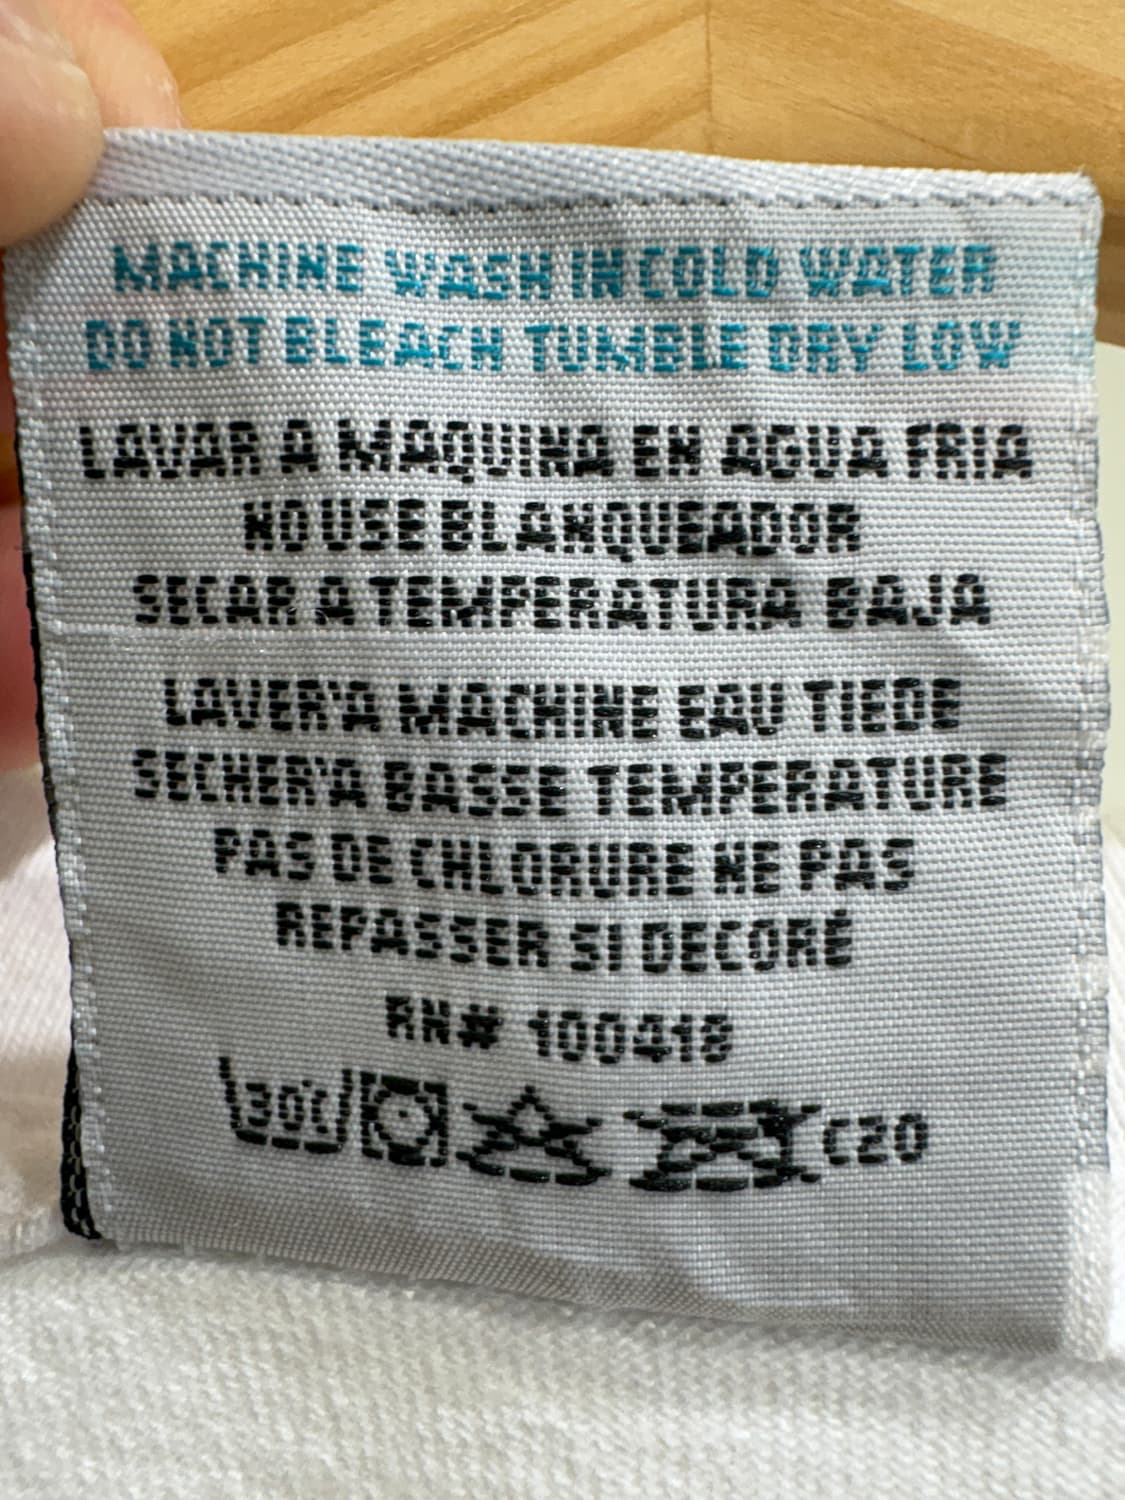 MACHINE WASH IN COLD WATER
DO NOT BLEACH TUMBLE DRY LOW
LAVAR A MAQUINA EN AGUA FRIA
NO USE BLANQUEADOR
SECAR A TEMPERATURA BAJA
LAVER'A MACHINE EAU TIEDE
SECHER'A BASSE TEMPERATURE
PAS DE CHLORURE NE PAS
REPASSER SI DECORÉ
RN# 100418
30C C20